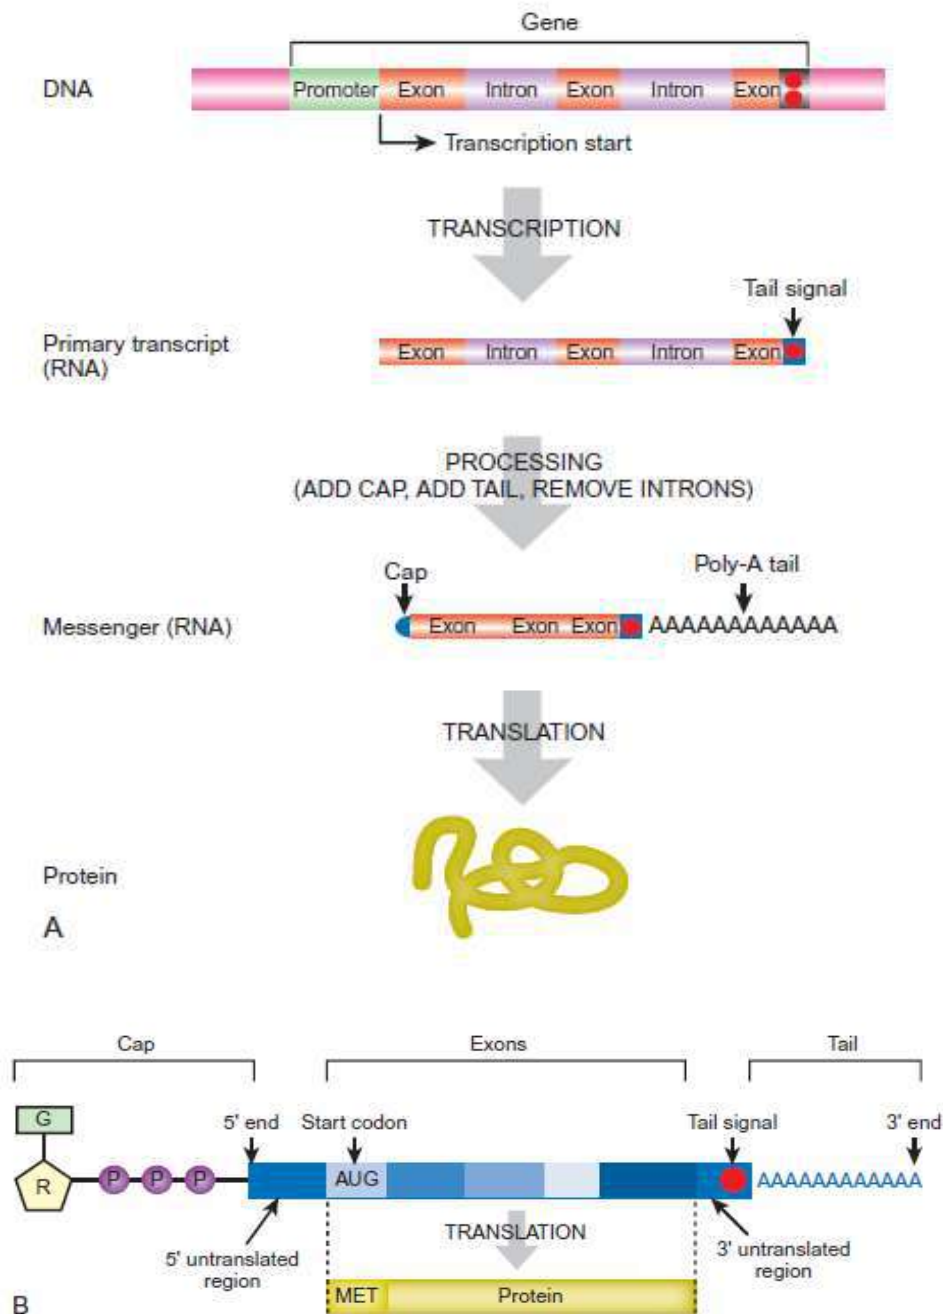 Gene
DNA
Promoter Exon Intron Exon Intron Exon
Transcription start
TRANSCRIPTION
Tail signal
Primary transcript
(RNA)
Exon Intron Exon Intron Exon
PROCESSING
(ADD CAP, ADD TAIL, REMOVE INTRONS)
Cap
Poly-A tail
Messenger (RNA)
Exon Exon Exon AAAAAAAAAAAA
TRANSLATION
Protein
A
Cap Exons Tail
G
5' end Start codon Tail signal 3' end
R P P P AUG AAAAAAAAAAAA
TRANSLATION
5' untranslated
region
3' untranslated
region
MET Protein
B